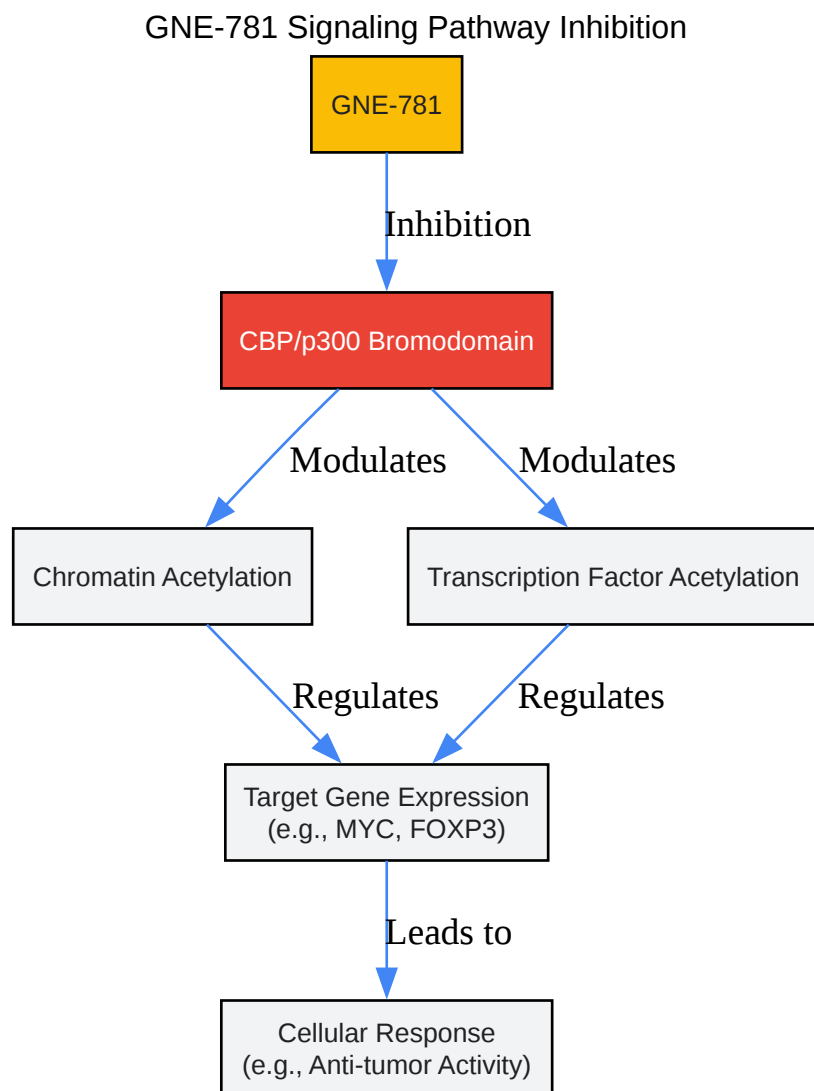 GNE-781 Signaling Pathway Inhibition
GNE-781
Inhibition
CBP/p300 Bromodomain
Modulates
Modulates
Chromatin Acetylation
Transcription Factor Acetylation
Regulates
Regulates
Target Gene Expression
(e.g., MYC, FOXP3)
Leads to
Cellular Response
(e.g., Anti-tumor Activity)